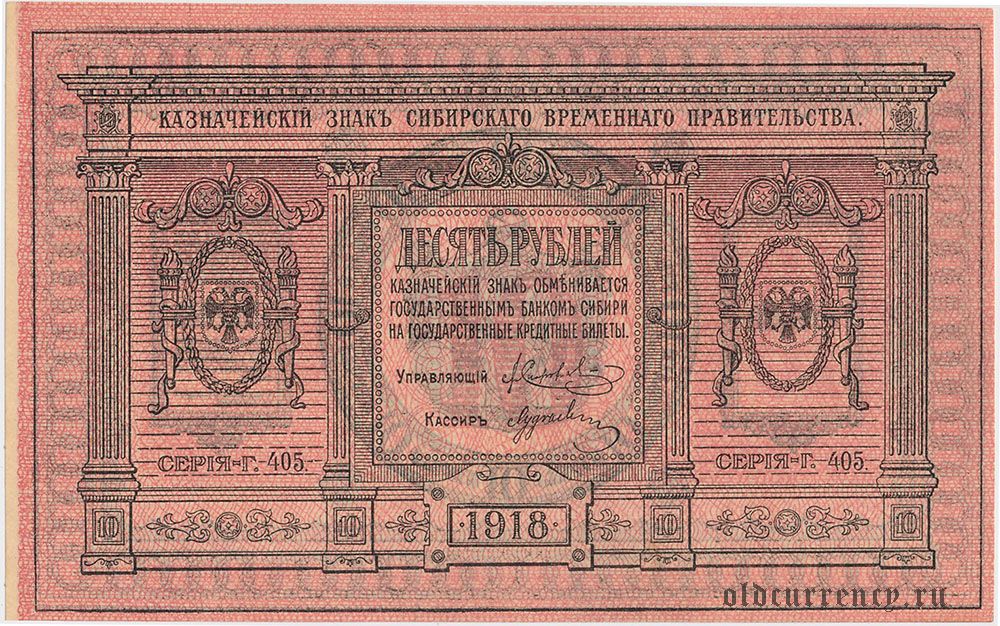 КАЗНАЧЕЙСКІЙ ЗНАКЪ СИБИРСКАГО ВРЕМЕННАГО ПРАВИТЕЛЬСТВА.
ДЕСЯТЬ РУБЛЕЙ
КАЗНАЧЕЙСКІЙ ЗНАКЪ ОБМѢНИВАЕТСЯ
ГОСУДАРСТВЕННЫМЪ БАНКОМЪ СИБИРИ
НА ГОСУДАРСТВЕННЫЕ КРЕДИТНЫЕ БИЛЕТЫ.
УПРАВЛЯЮЩІЙ
КАССИРЪ
СЕРІЯ=Г. 405.
СЕРІЯ=Г. 405.
10
10
·1918·
10
10
oldcurrency.ru